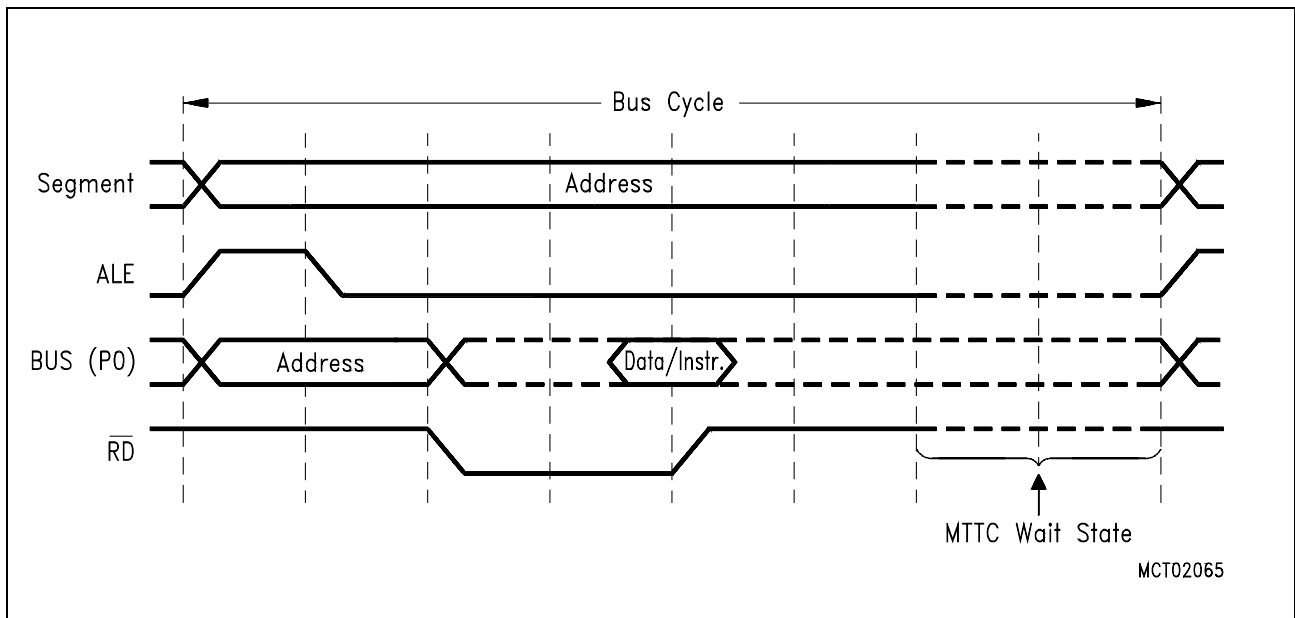 Bus Cycle
Segment
Address
ALE
BUS (P0)
Address
Data/Instr.
RD
MTTC Wait State
MCT02065